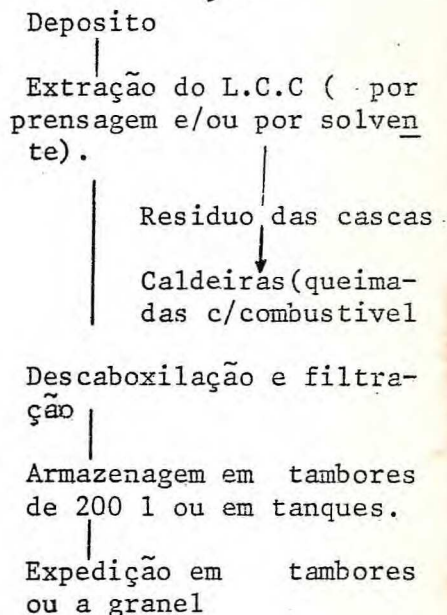 Deposito
Extração do L.C.C ( por
prensagem e/ou por solven
te).
Residuo das cascas
Caldeiras(queima-
das c/combustivel
Descaboxilação e filtra-
ção
Armazenagem em tambores
de 200 l ou em tanques.
Expedição em tambores
ou a granel